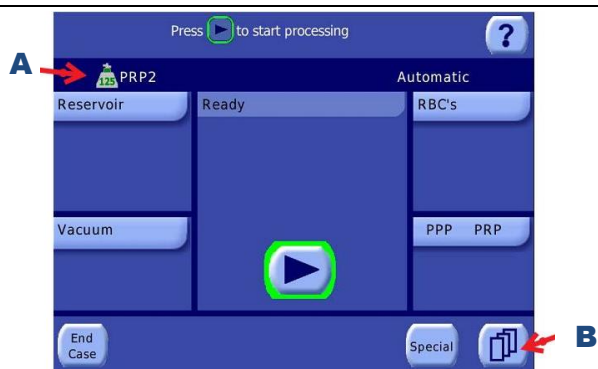 Press to start processing
?
A
125 PRP2 Automatic
Reservoir
Ready
RBC's
Vacuum
PPP PRP
End
Case
Special
B